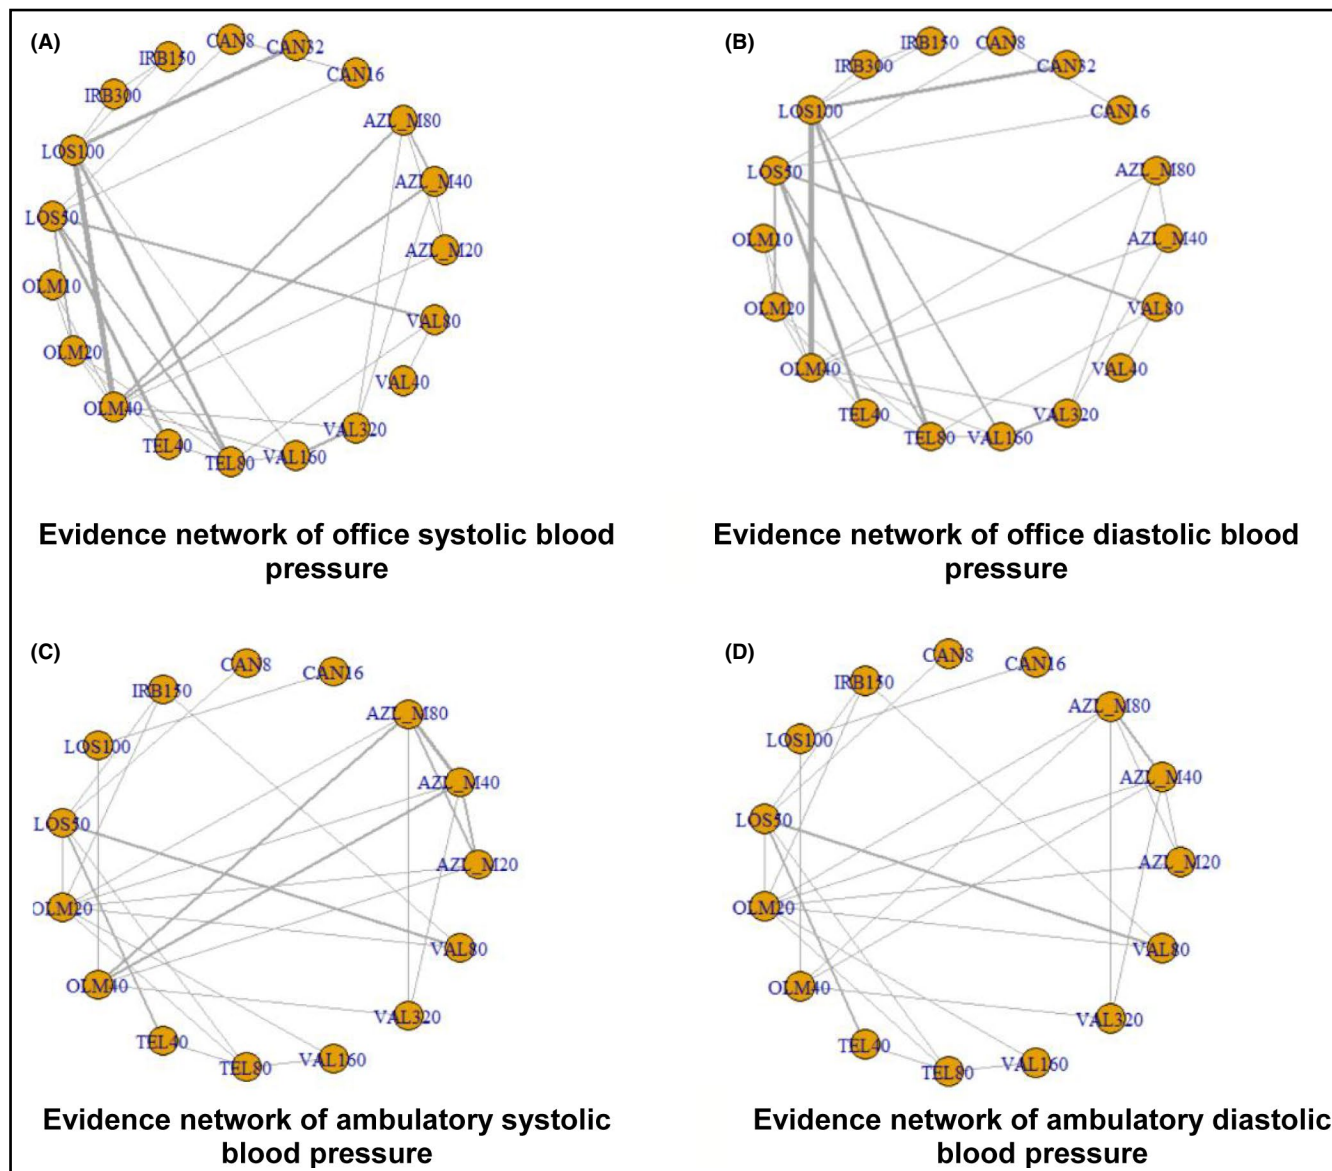 (A)
CAN8
CAN32
IRB150
CAN16
IRB300
AZL_M80
LOS100
AZL_M40
LOS50
AZL_M20
OLM10
VAL80
OLM20
VAL40
OLM40
VAL320
TEL40
TEL80
VAL160
Evidence network of office systolic blood
pressure
(B)
IRB150
CAN8
IRB300
CAN32
LOS100
CAN16
LOS50
AZL_M80
OLM10
AZL_M40
OLM20
VAL80
OLM40
VAL40
TEL40
VAL320
TEL80
VAL160
Evidence network of office diastolic blood
pressure
(C)
CAN8
CAN16
IRB150
AZL_M80
LOS100
AZL_M40
LOS50
AZL_M20
OLM20
VAL80
OLM40
VAL320
TEL40
TEL80
VAL160
Evidence network of ambulatory systolic
blood pressure
(D)
CAN8
CAN16
IRB150
AZL_M80
LOS100
AZL_M40
LOS50
AZL_M20
OLM20
VAL80
OLM40
VAL320
TEL40
TEL80
VAL160
Evidence network of ambulatory diastolic
blood pressure